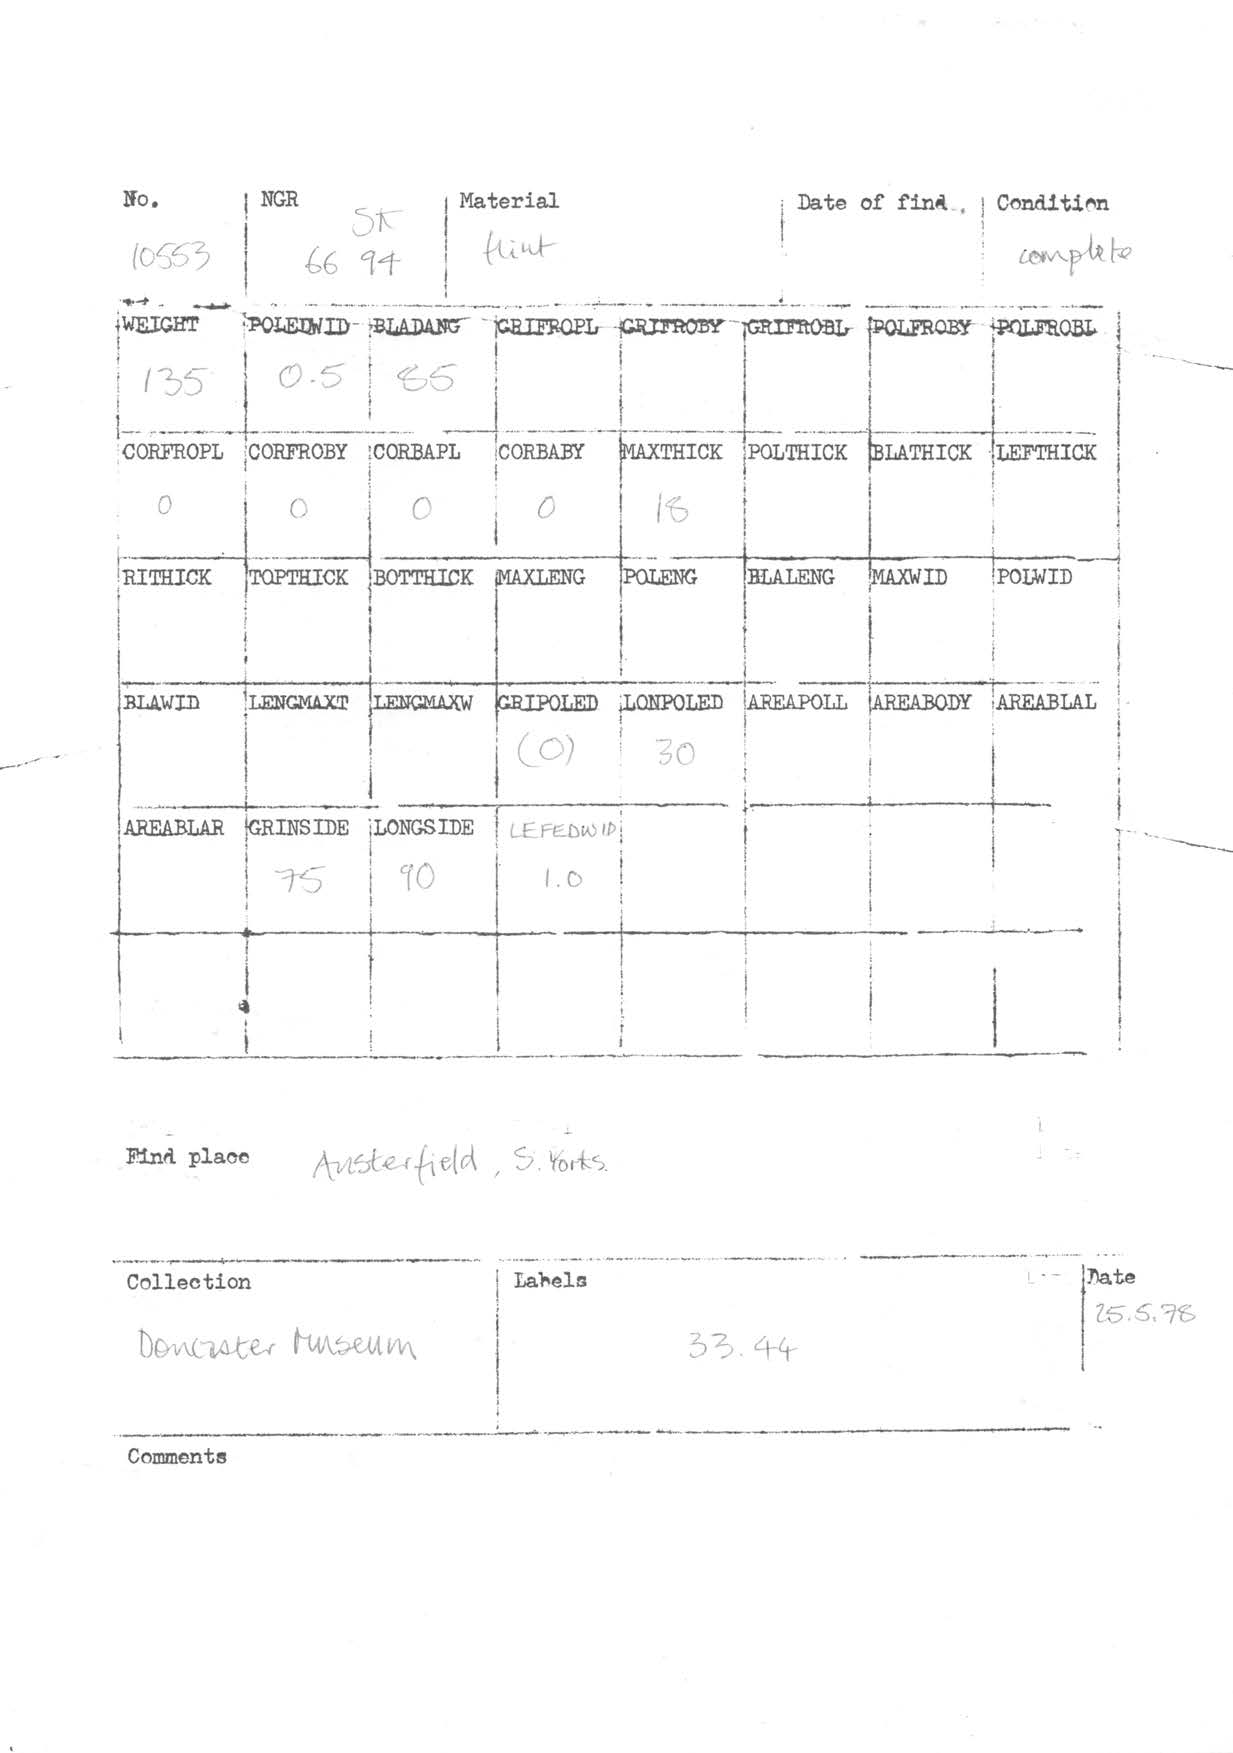 No. NGR Material Date of find. Condition
SK
10553 66 94 flint complete
WEIGHT POLEDWID BLADANG GRIFROPL GRIFROBY GRIFROBL POLFROBY POLFROBL
135 0.5 85
CORFROPL CORFROBY CORBAPL CORBABY MAXTHICK POLTHICK BLATHICK LEFTHICK
0 0 0 0 18
RITHICK TOPTHICK BOTTHICK MAXLENG POLENG BLALENG MAXWID POLWID
BLAWID LENGMAXT LENGMAXW GRIPOLED LONPOLED AREAPOLL AREABODY AREABLAL
(0) 30
AREABLAR GRINSIDE LONGSIDE LEFEDWID
75 90 1.0
Find place Austerfield, S. Yorks.
Collection Labels Date
25.5.78
Doncaster Museum 33.44
Comments